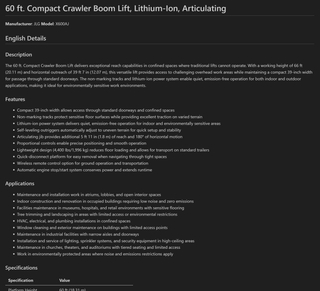 60 ft. Compact Crawler Boom Lift, Lithium-Ion, Articulating
Manufacturer: JLG Model: X600AJ
English Details
Description
The 60 ft. Compact Crawler Boom Lift delivers exceptional reach capabilities in confined spaces where traditional lifts cannot operate. With a working height of 66 ft
(20.11 m) and horizontal outreach of 39 ft 7 in (12.07 m), this versatile lift provides access to challenging overhead work areas while maintaining a compact 39-inch width
for passage through standard doorways. The non-marking tracks and lithium-ion power system enable quiet, emission-free operation for both indoor and
outdoor applications, making it ideal for environmentally sensitive work environments.
Features
• Compact 39-inch width allows access through standard doorways and confined spaces
• Non-marking tracks protect sensitive floor surfaces while providing excellent traction on varied terrain
• Lithium-ion power system delivers quiet, emission-free operation for indoor and environmentally sensitive areas
• Self-leveling outriggers automatically adjust to uneven terrain for quick setup and stability
• Articulating jib provides additional 5 ft 11 in (1.8 m) of reach and 180° of horizontal motion
• Proportional controls enable precise positioning and smooth operation
• Lightweight design (4,400 lbs/1,996 kg) reduces floor loading and allows for transport on standard trailers
• Quick-disconnect platform for easy removal when navigating through tight spaces
• Wireless remote control option for ground operation and transportation
• Automatic engine stop/start system conserves power and extends runtime
Applications
• Maintenance and installation work in atriums, lobbies, and open interior spaces
• Indoor construction and renovation in occupied buildings requiring low noise and zero emissions
• Facilities maintenance in museums, hospitals, and retail environments with sensitive flooring
• Tree trimming and landscaping in areas with limited access or environmental restrictions
• HVAC, electrical, and plumbing installations in confined spaces
• Window cleaning and exterior maintenance on buildings with limited access points
• Maintenance in industrial facilities with narrow aisles and doorways
• Installation and service of lighting, sprinkler systems, and security equipment in high-ceiling areas
• Maintenance in churches, theaters, and auditoriums with tiered seating and limited access
• Work in environmentally protected areas where noise and emissions restrictions apply
Specifications
Specification Value
Platform Height 60 ft (18.31 m)